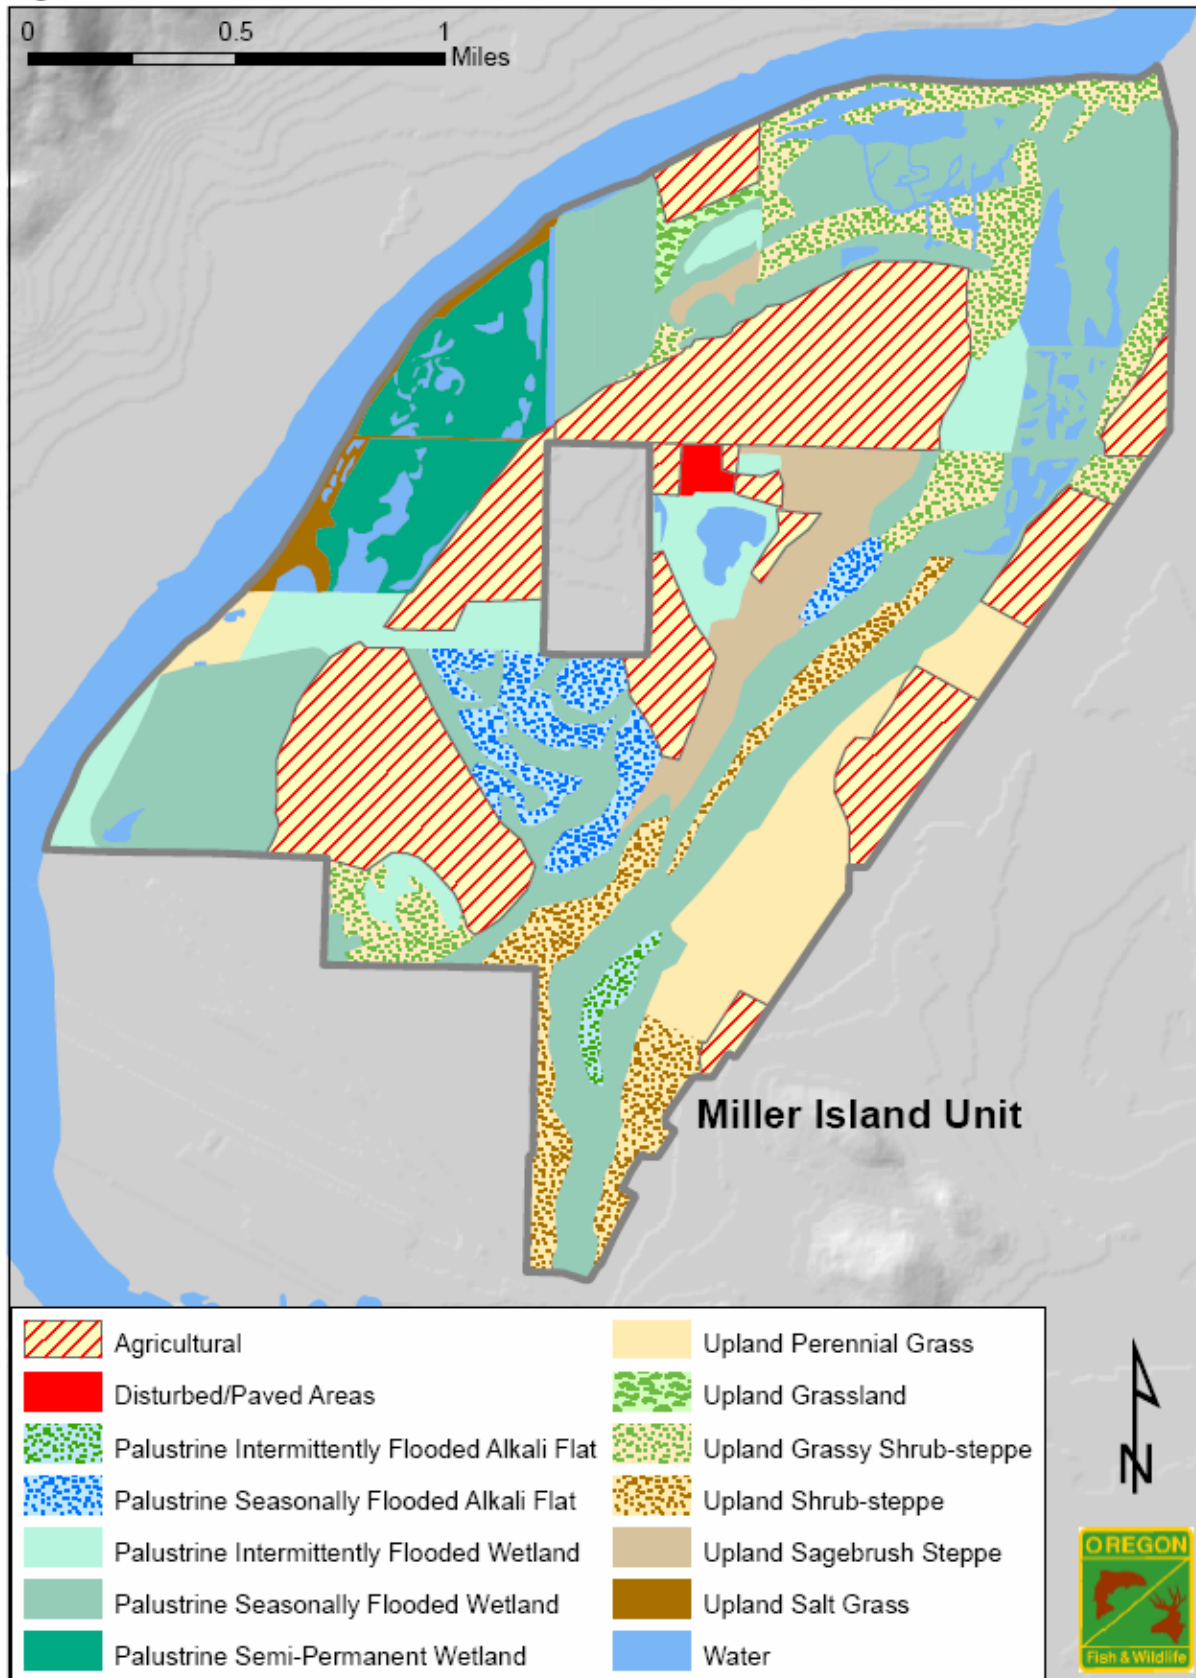 0 0.5 1
Miles
Miller Island Unit
Agricultural
Disturbed/Paved Areas
Palustrine Intermittently Flooded Alkali Flat
Palustrine Seasonally Flooded Alkali Flat
Palustrine Intermittently Flooded Wetland
Palustrine Seasonally Flooded Wetland
Palustrine Semi-Permanent Wetland
Upland Perennial Grass
Upland Grassland
Upland Grassy Shrub-steppe
Upland Shrub-steppe
Upland Sagebrush Steppe
Upland Salt Grass
Water
N
OREGON
Fish & Wildlife